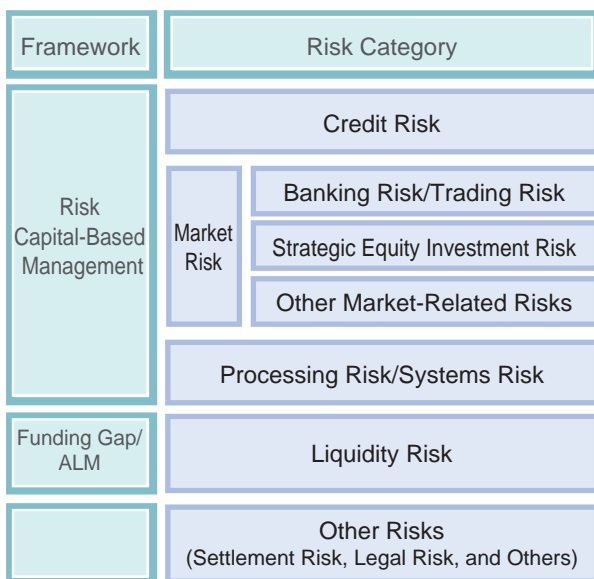 Framework
Risk Category
Risk
Capital-Based
Management
Credit Risk
Market
Risk
Banking Risk/Trading Risk
Strategic Equity Investment Risk
Other Market-Related Risks
Processing Risk/Systems Risk
Funding Gap/
ALM
Liquidity Risk
Other Risks
(Settlement Risk, Legal Risk, and Others)